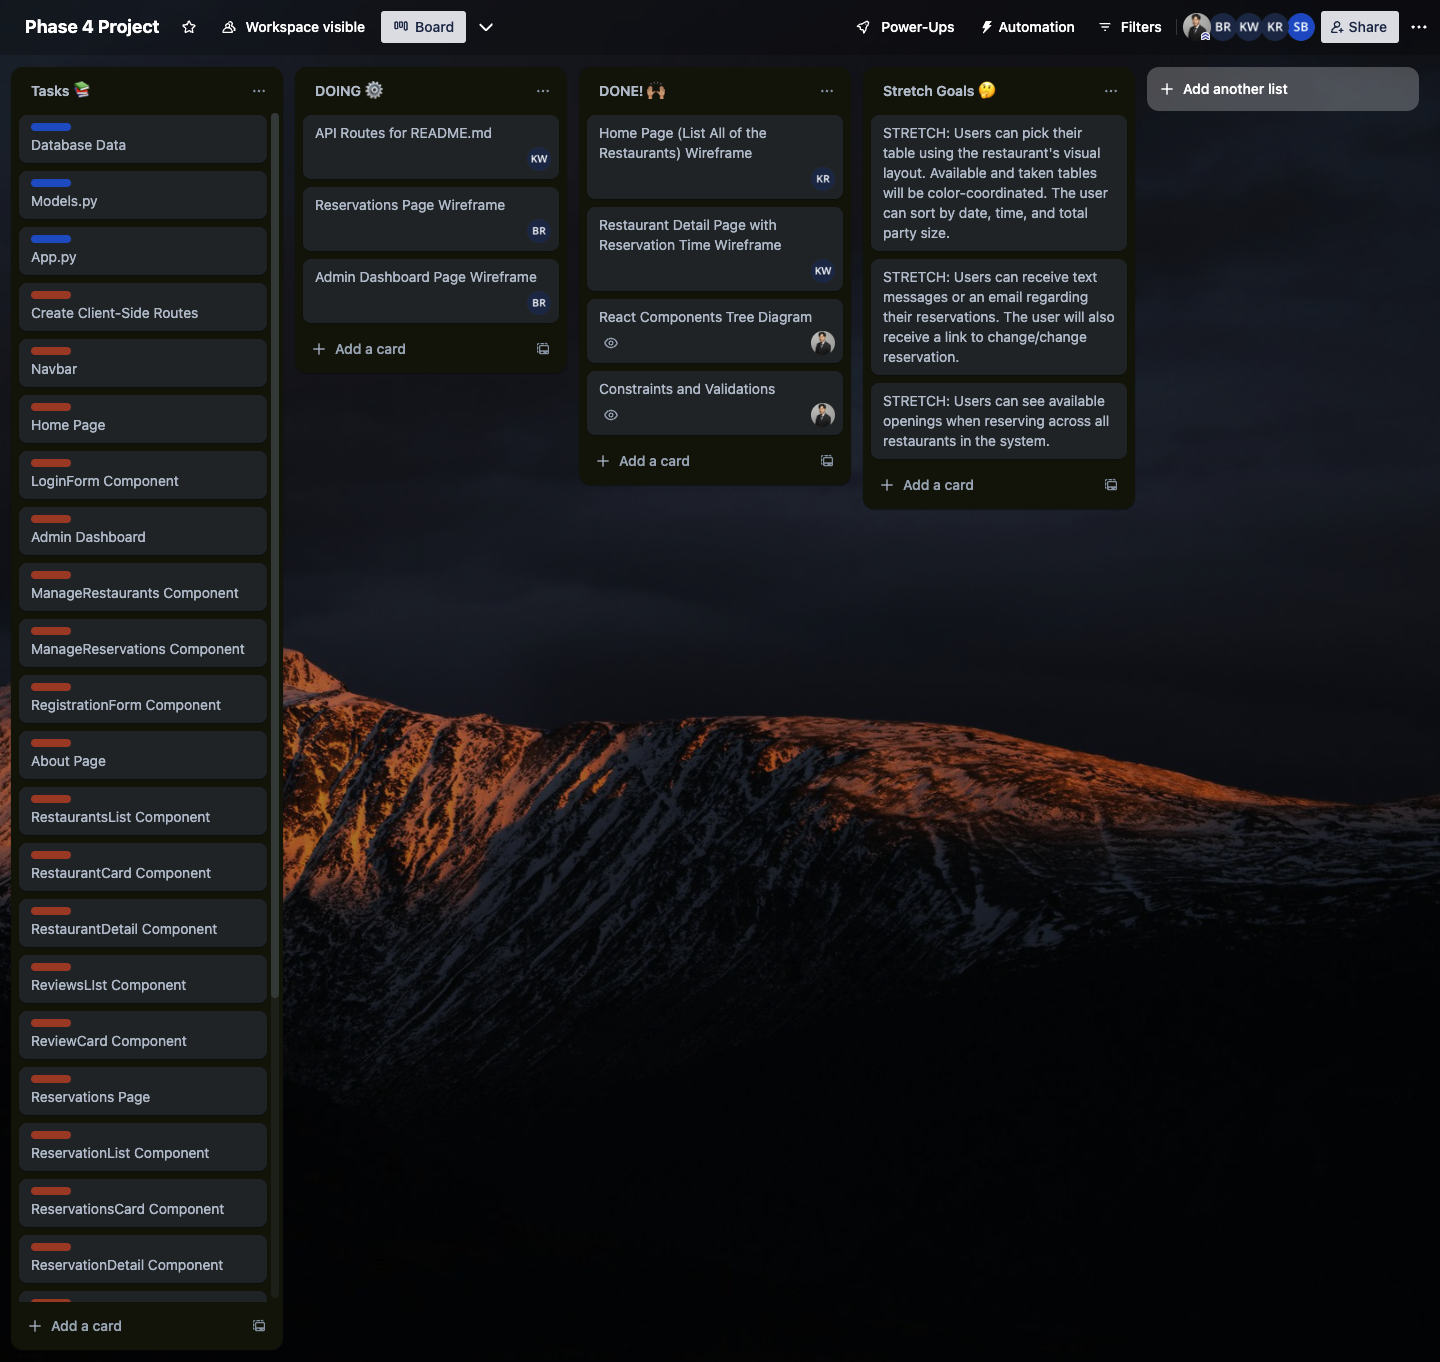 Phase 4 Project
Workspace visible
Board
Power-Ups
Automation
Filters
BR
KW
KR
SB
Share
Tasks 📚
Database Data
Models.py
App.py
Create Client-Side Routes
Navbar
Home Page
LoginForm Component
Admin Dashboard
ManageRestaurants Component
ManageReservations Component
RegistrationForm Component
About Page
RestaurantsList Component
RestaurantCard Component
RestaurantDetail Component
ReviewsLIst Component
ReviewCard Component
Reservations Page
ReservationList Component
ReservationsCard Component
ReservationDetail Component
Add a card
DOING ⚙️
API Routes for README.md
KW
Reservations Page Wireframe
BR
Admin Dashboard Page Wireframe
BR
Add a card
DONE! 🙌🏽
Home Page (List All of the
Restaurants) Wireframe
KR
Restaurant Detail Page with
Reservation Time Wireframe
KW
React Components Tree Diagram
Constraints and Validations
Add a card
Stretch Goals 🤔
STRETCH: Users can pick their
table using the restaurant's visual
layout. Available and taken tables
will be color-coordinated. The user
can sort by date, time, and total
party size.
STRETCH: Users can receive text
messages or an email regarding
their reservations. The user will also
receive a link to change/change
reservation.
STRETCH: Users can see available
openings when reserving across all
restaurants in the system.
Add a card
Add another list